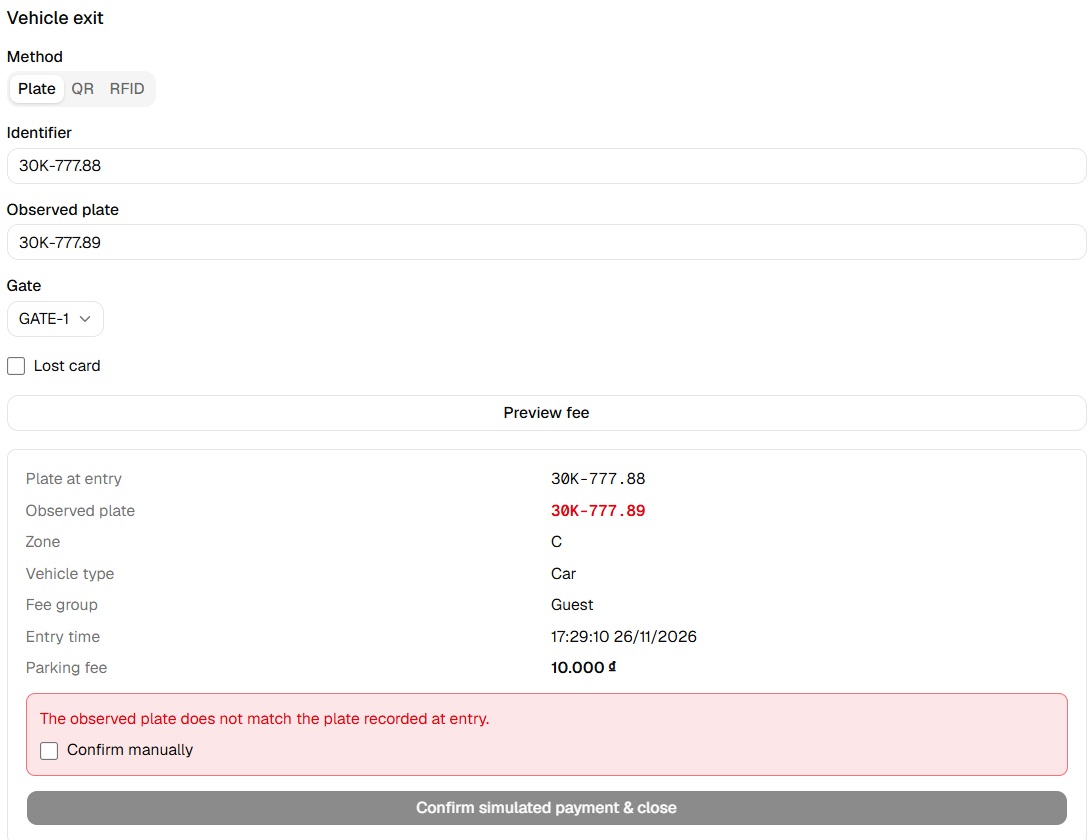 Vehicle exit
Method
Plate QR RFID
Identifier
30K-777.88
Observed plate
30K-777.89
Gate
GATE-1
Lost card
Preview fee
Plate at entry 30K-777.88
Observed plate 30K-777.89
Zone C
Vehicle type Car
Fee group Guest
Entry time 17:29:10 26/11/2026
Parking fee 10.000 ₫
The observed plate does not match the plate recorded at entry.
Confirm manually
Confirm simulated payment & close